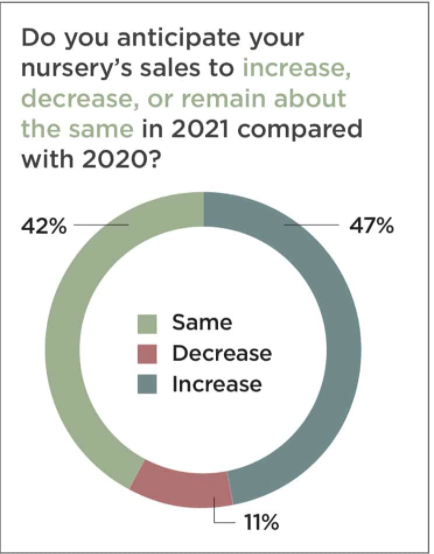 Do you anticipate your
nursery’s sales to increase,
decrease, or remain about
the same in 2021 compared
with 2020?
42%
47%
Same
Decrease
Increase
11%